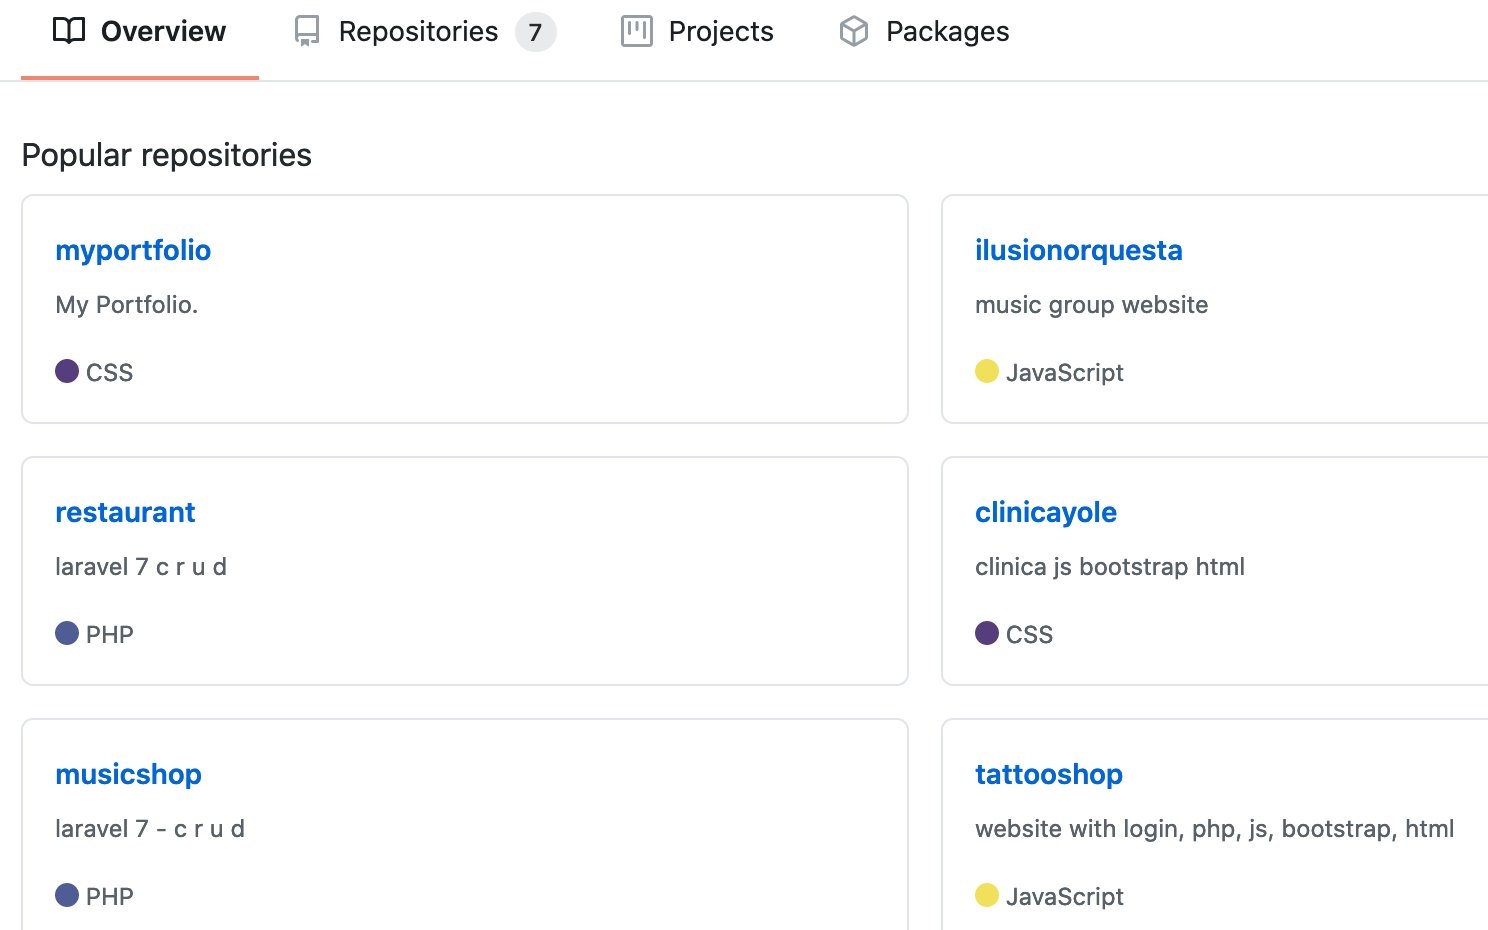 Overview Repositories 7 Projects Packages
Popular repositories
myportfolio
My Portfolio.
CSS
ilusionorquesta
music group website
JavaScript
restaurant
laravel 7 c r u d
PHP
clinicayole
clinica js bootstrap html
CSS
musicshop
laravel 7 - c r u d
PHP
tattooshop
website with login, php, js, bootstrap, html
JavaScript